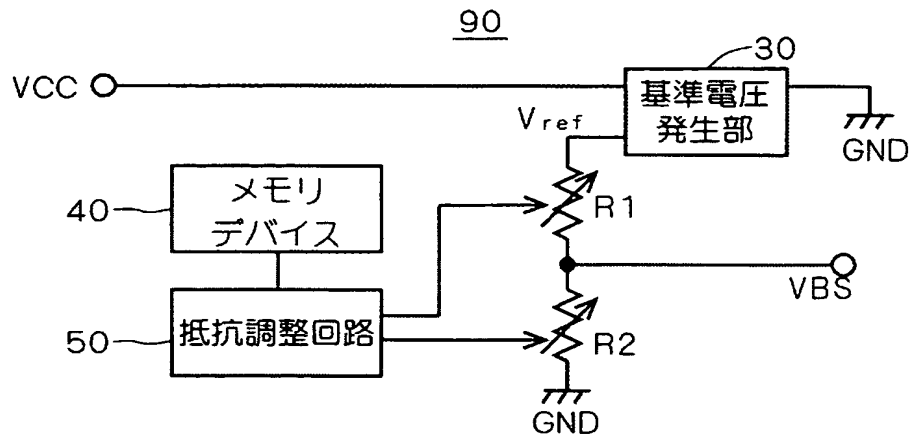 90
30
VCC
基準電圧
発生部
Vref
GND
メモリ
デバイス
40
R1
VBS
抵抗調整回路
50
R2
GND